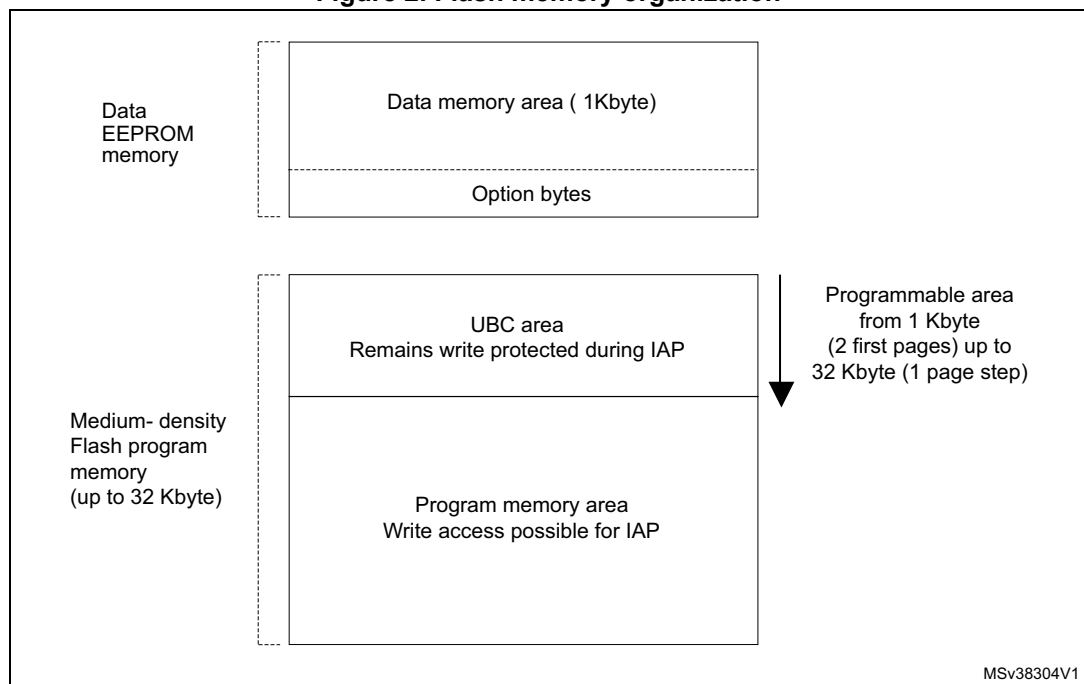 Figure 2. Flash memory organization
Data
EEPROM
memory
Data memory area ( 1Kbyte)
Option bytes
Medium- density
Flash program
memory
(up to 32 Kbyte)
UBC area
Remains write protected during IAP
Program memory area
Write access possible for IAP
Programmable area
from 1 Kbyte
(2 first pages) up to
32 Kbyte (1 page step)
MSv38304V1